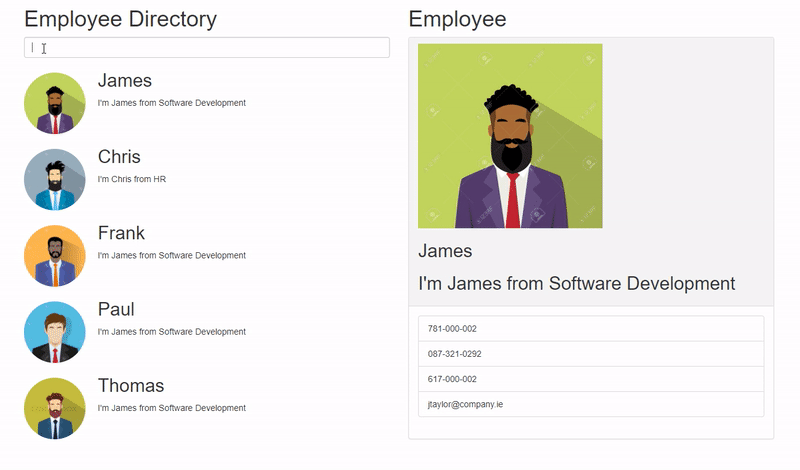 Employee Directory
James
I'm James from Software Development
Chris
I'm Chris from HR
Frank
I'm James from Software Development
Paul
I'm James from Software Development
Thomas
I'm James from Software Development
Employee
James
I'm James from Software Development
781-000-002
087-321-0292
617-000-002
jtaylor@company.ie